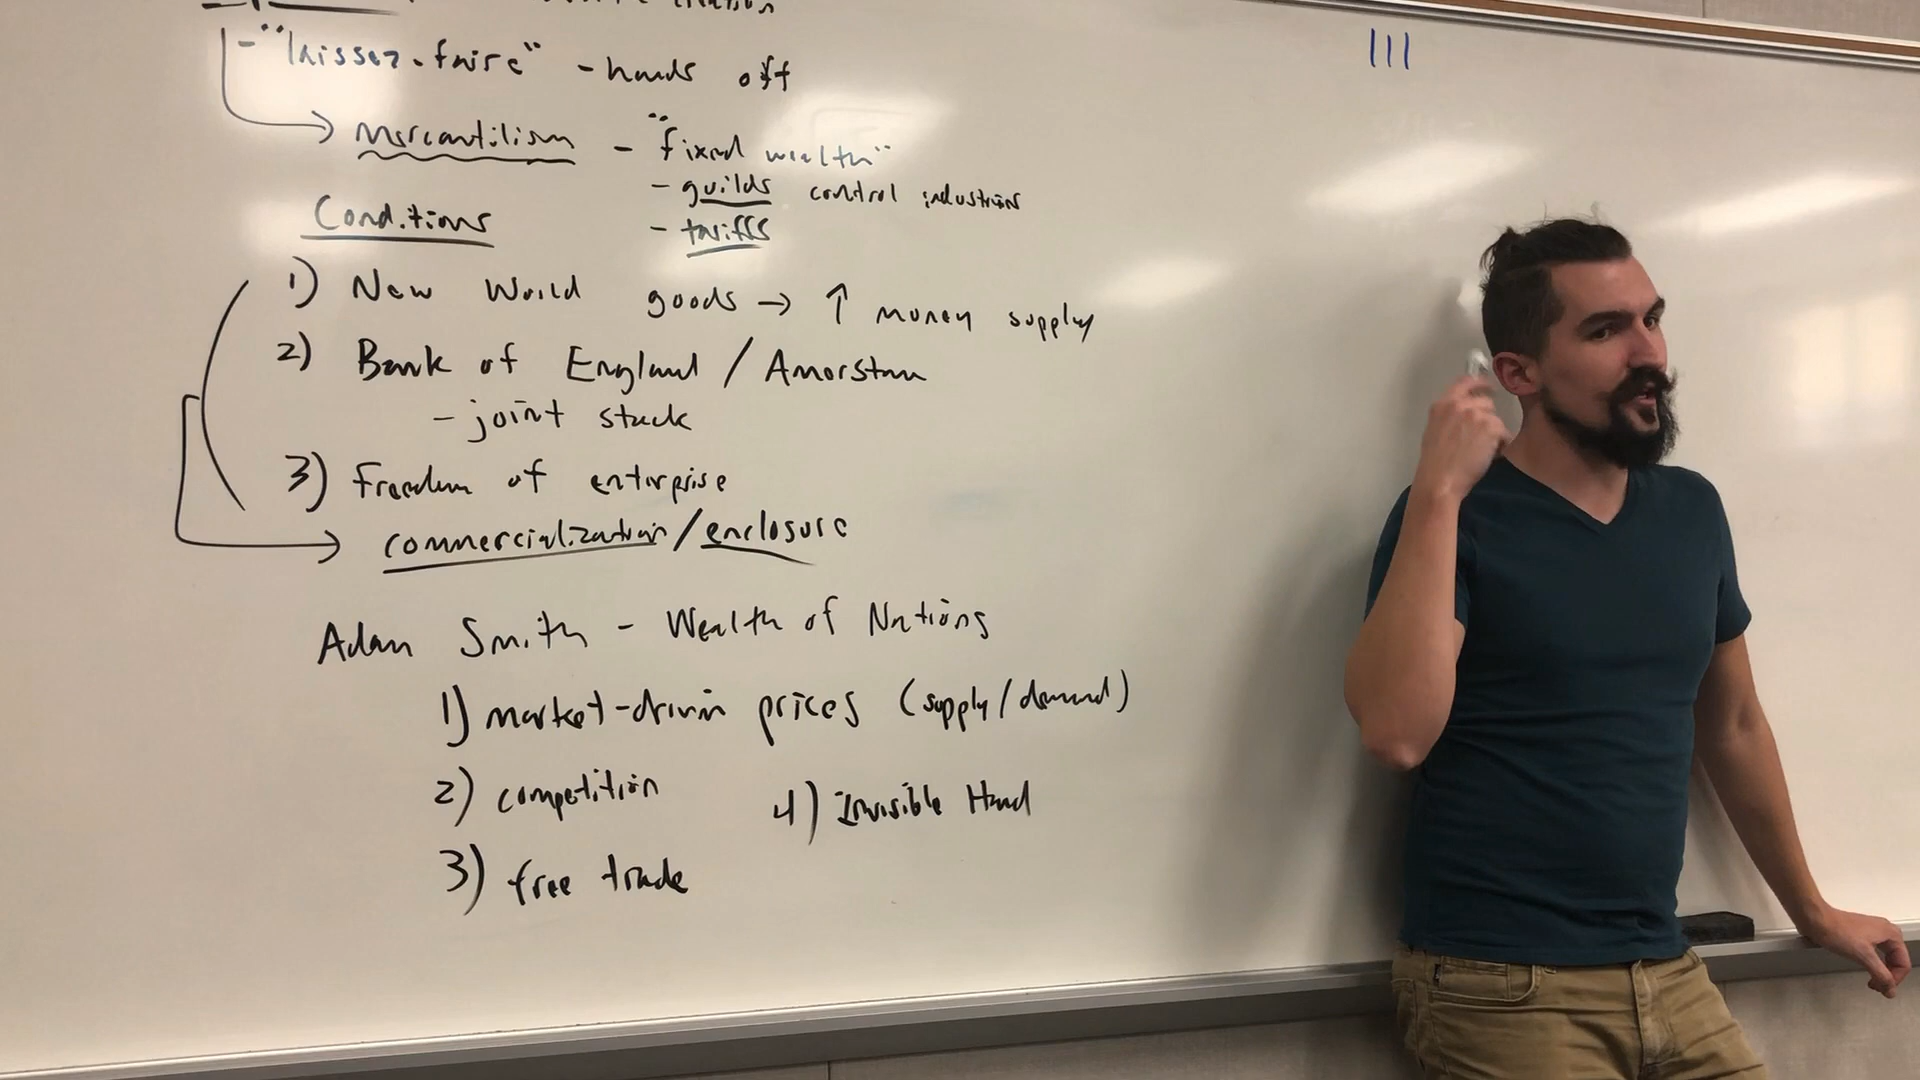 - "laissez-faire" - hands off
→ Mercantilism - "fixed wealth"
- guilds control industries
- tariffs
Conditions
1) New World goods → ↑ money supply
2) Bank of England / Amerstam
- joint stock
3) Freedom of enterprise
→ commercialization/enclosure
Adam Smith - Wealth of Nations
1) market-driven prices (supply/demand)
2) competition
3) free trade
4) Invisible Hand
|||